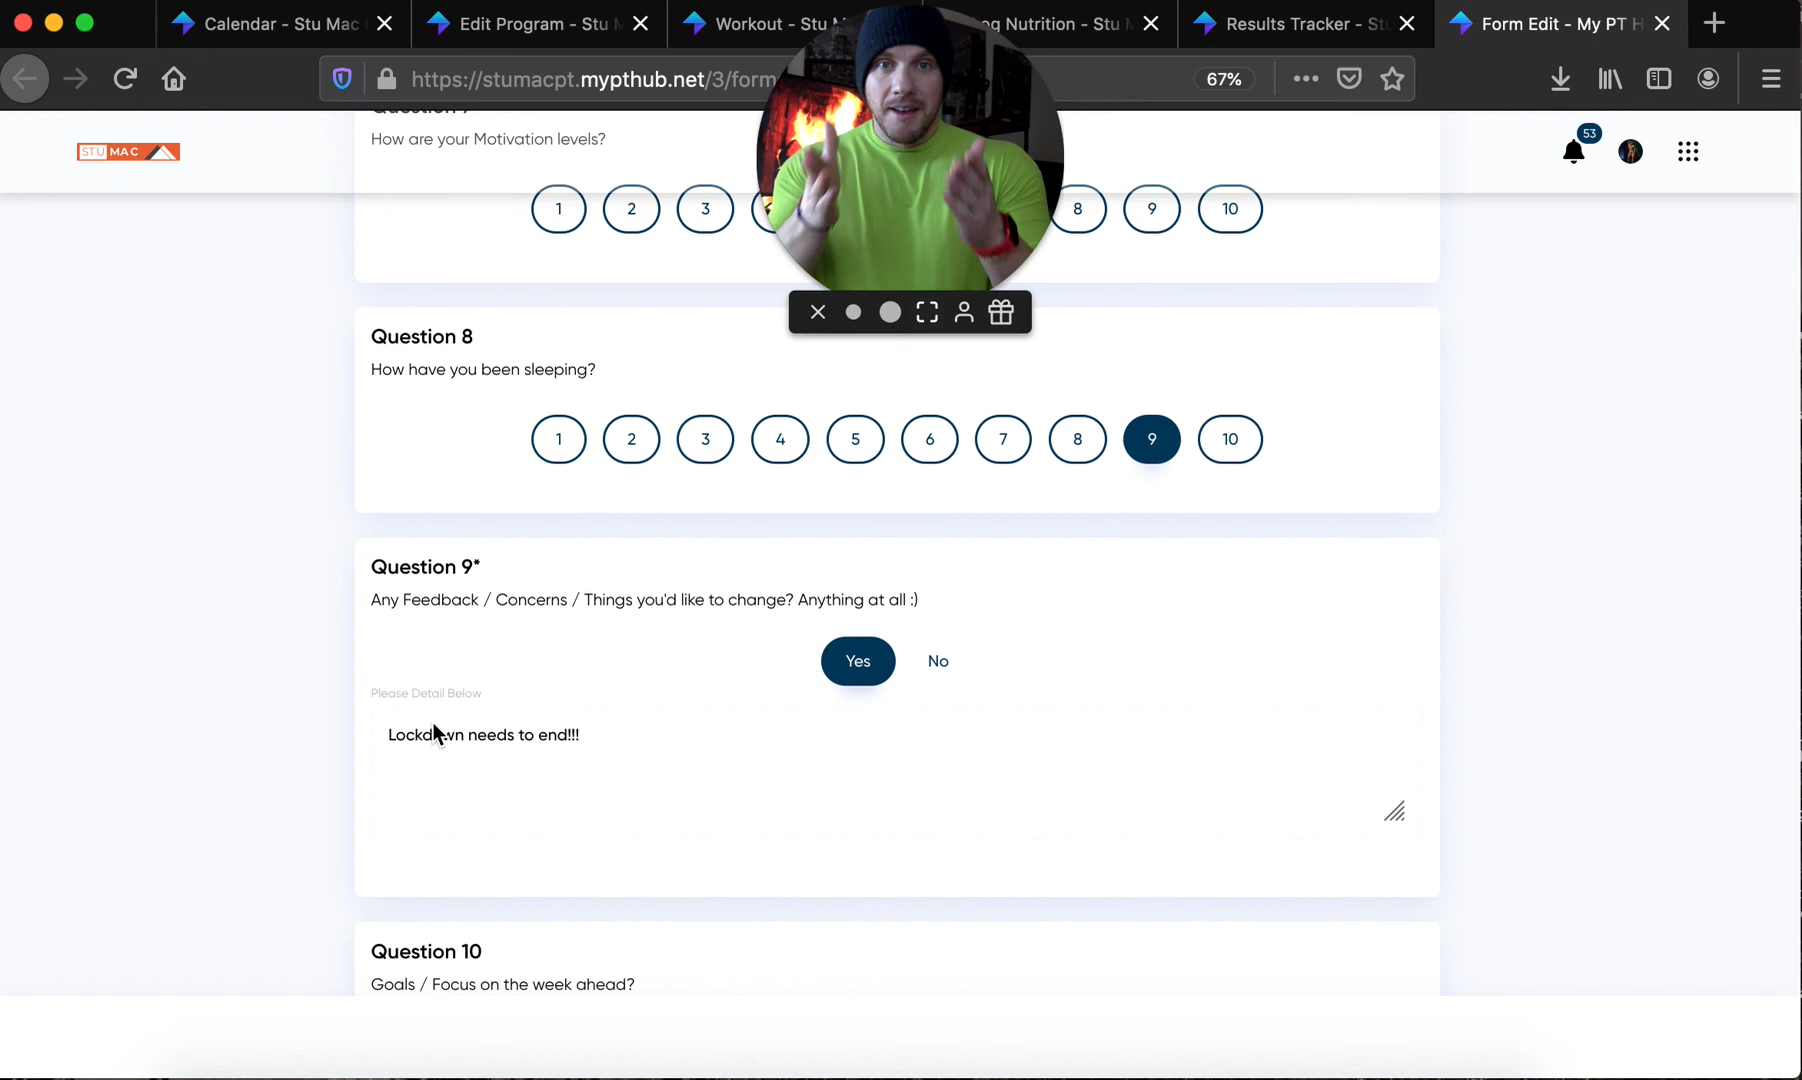 Calendar - Stu Mac
Edit Program - Stu M
Workout - Stu M
og Nutrition - Stu M
Results Tracker - St
Form Edit - My PT H
https://stumacpt.mypthub.net/3/form
67%
STU MAC
53
How are your Motivation levels?
1 2 3 8 9 10
Question 8
How have you been sleeping?
1 2 3 4 5 6 7 8 9 10
Question 9*
Any Feedback / Concerns / Things you'd like to change? Anything at all :)
Yes No
Please Detail Below
Lockdown needs to end!!!
Question 10
Goals / Focus on the week ahead?